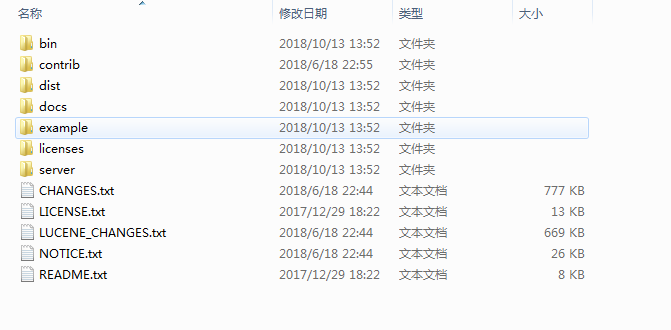 名称 修改日期 类型 大小
bin 2018/10/13 13:52 文件夹
contrib 2018/6/18 22:55 文件夹
dist 2018/10/13 13:52 文件夹
docs 2018/10/13 13:52 文件夹
example 2018/10/13 13:52 文件夹
licenses 2018/10/13 13:52 文件夹
server 2018/10/13 13:52 文件夹
CHANGES.txt 2018/6/18 22:44 文本文档 777 KB
LICENSE.txt 2017/12/29 18:22 文本文档 13 KB
LUCENE_CHANGES.txt 2018/6/18 22:44 文本文档 669 KB
NOTICE.txt 2018/6/18 22:44 文本文档 26 KB
README.txt 2017/12/29 18:22 文本文档 8 KB